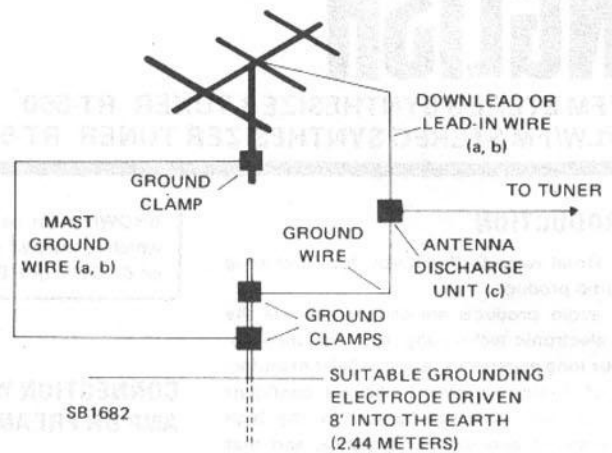 DOWNLEAD OR
LEAD-IN WIRE
(a, b)
TO TUNER
GROUND
CLAMP
MAST
GROUND
WIRE (a, b)
GROUND
WIRE
ANTENNA
DISCHARGE
UNIT (c)
GROUND
CLAMPS
SUITABLE GROUNDING
ELECTRODE DRIVEN
8' INTO THE EARTH
(2.44 METERS)
SB1682